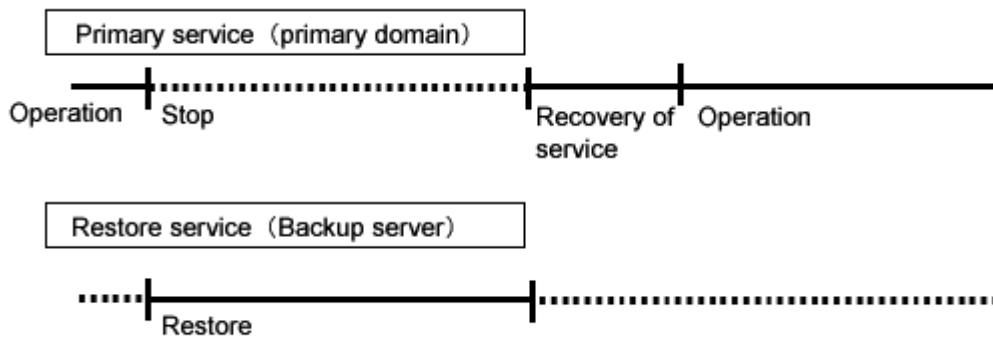 Primary service（primary domain）
Operation
Stop
Recovery of
service
Operation
Restore service（Backup server）
Restore